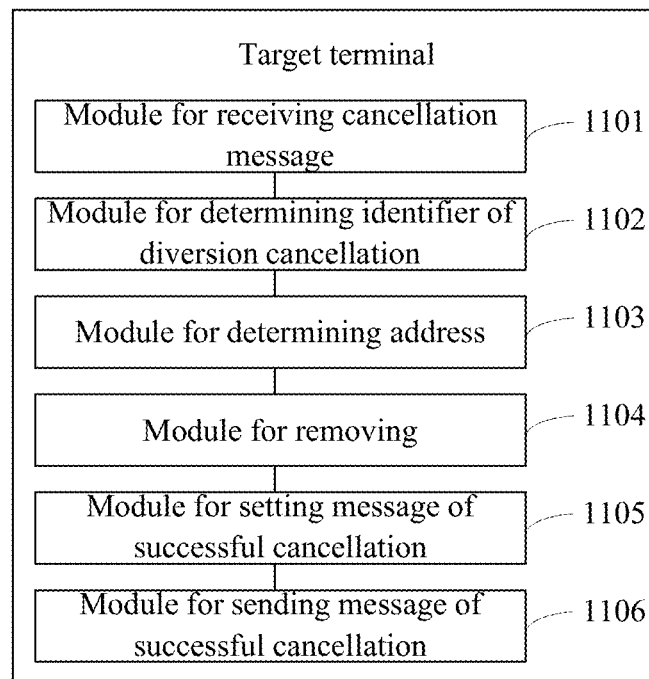 Target terminal
Module for receiving cancellation
message
1101
Module for determining identifier of
diversion cancellation
1102
Module for determining address
1103
Module for removing
1104
Module for setting message of
successful cancellation
1105
Module for sending message of
successful cancellation
1106